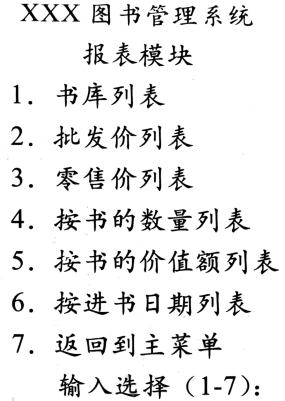 XXX 图书管理系统
报表模块
1. 书库列表
2. 批发价列表
3. 零售价列表
4. 按书的数量列表
5. 按书的价值额列表
6. 按进书日期列表
7. 返回到主菜单
输入选择（1-7）：